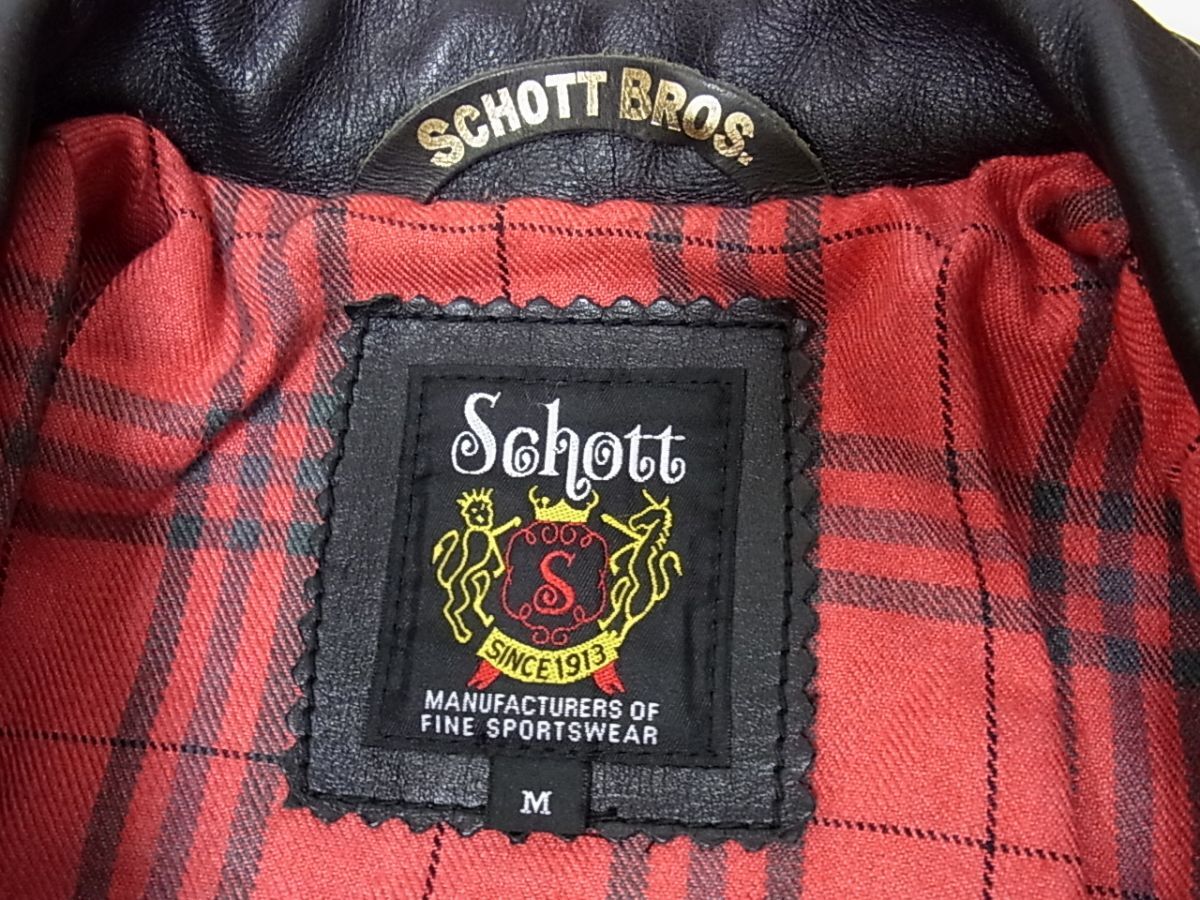 SCHOTT BROS.
Schott
S
SINCE 1913
MANUFACTURERS OF
FINE SPORTSWEAR
M